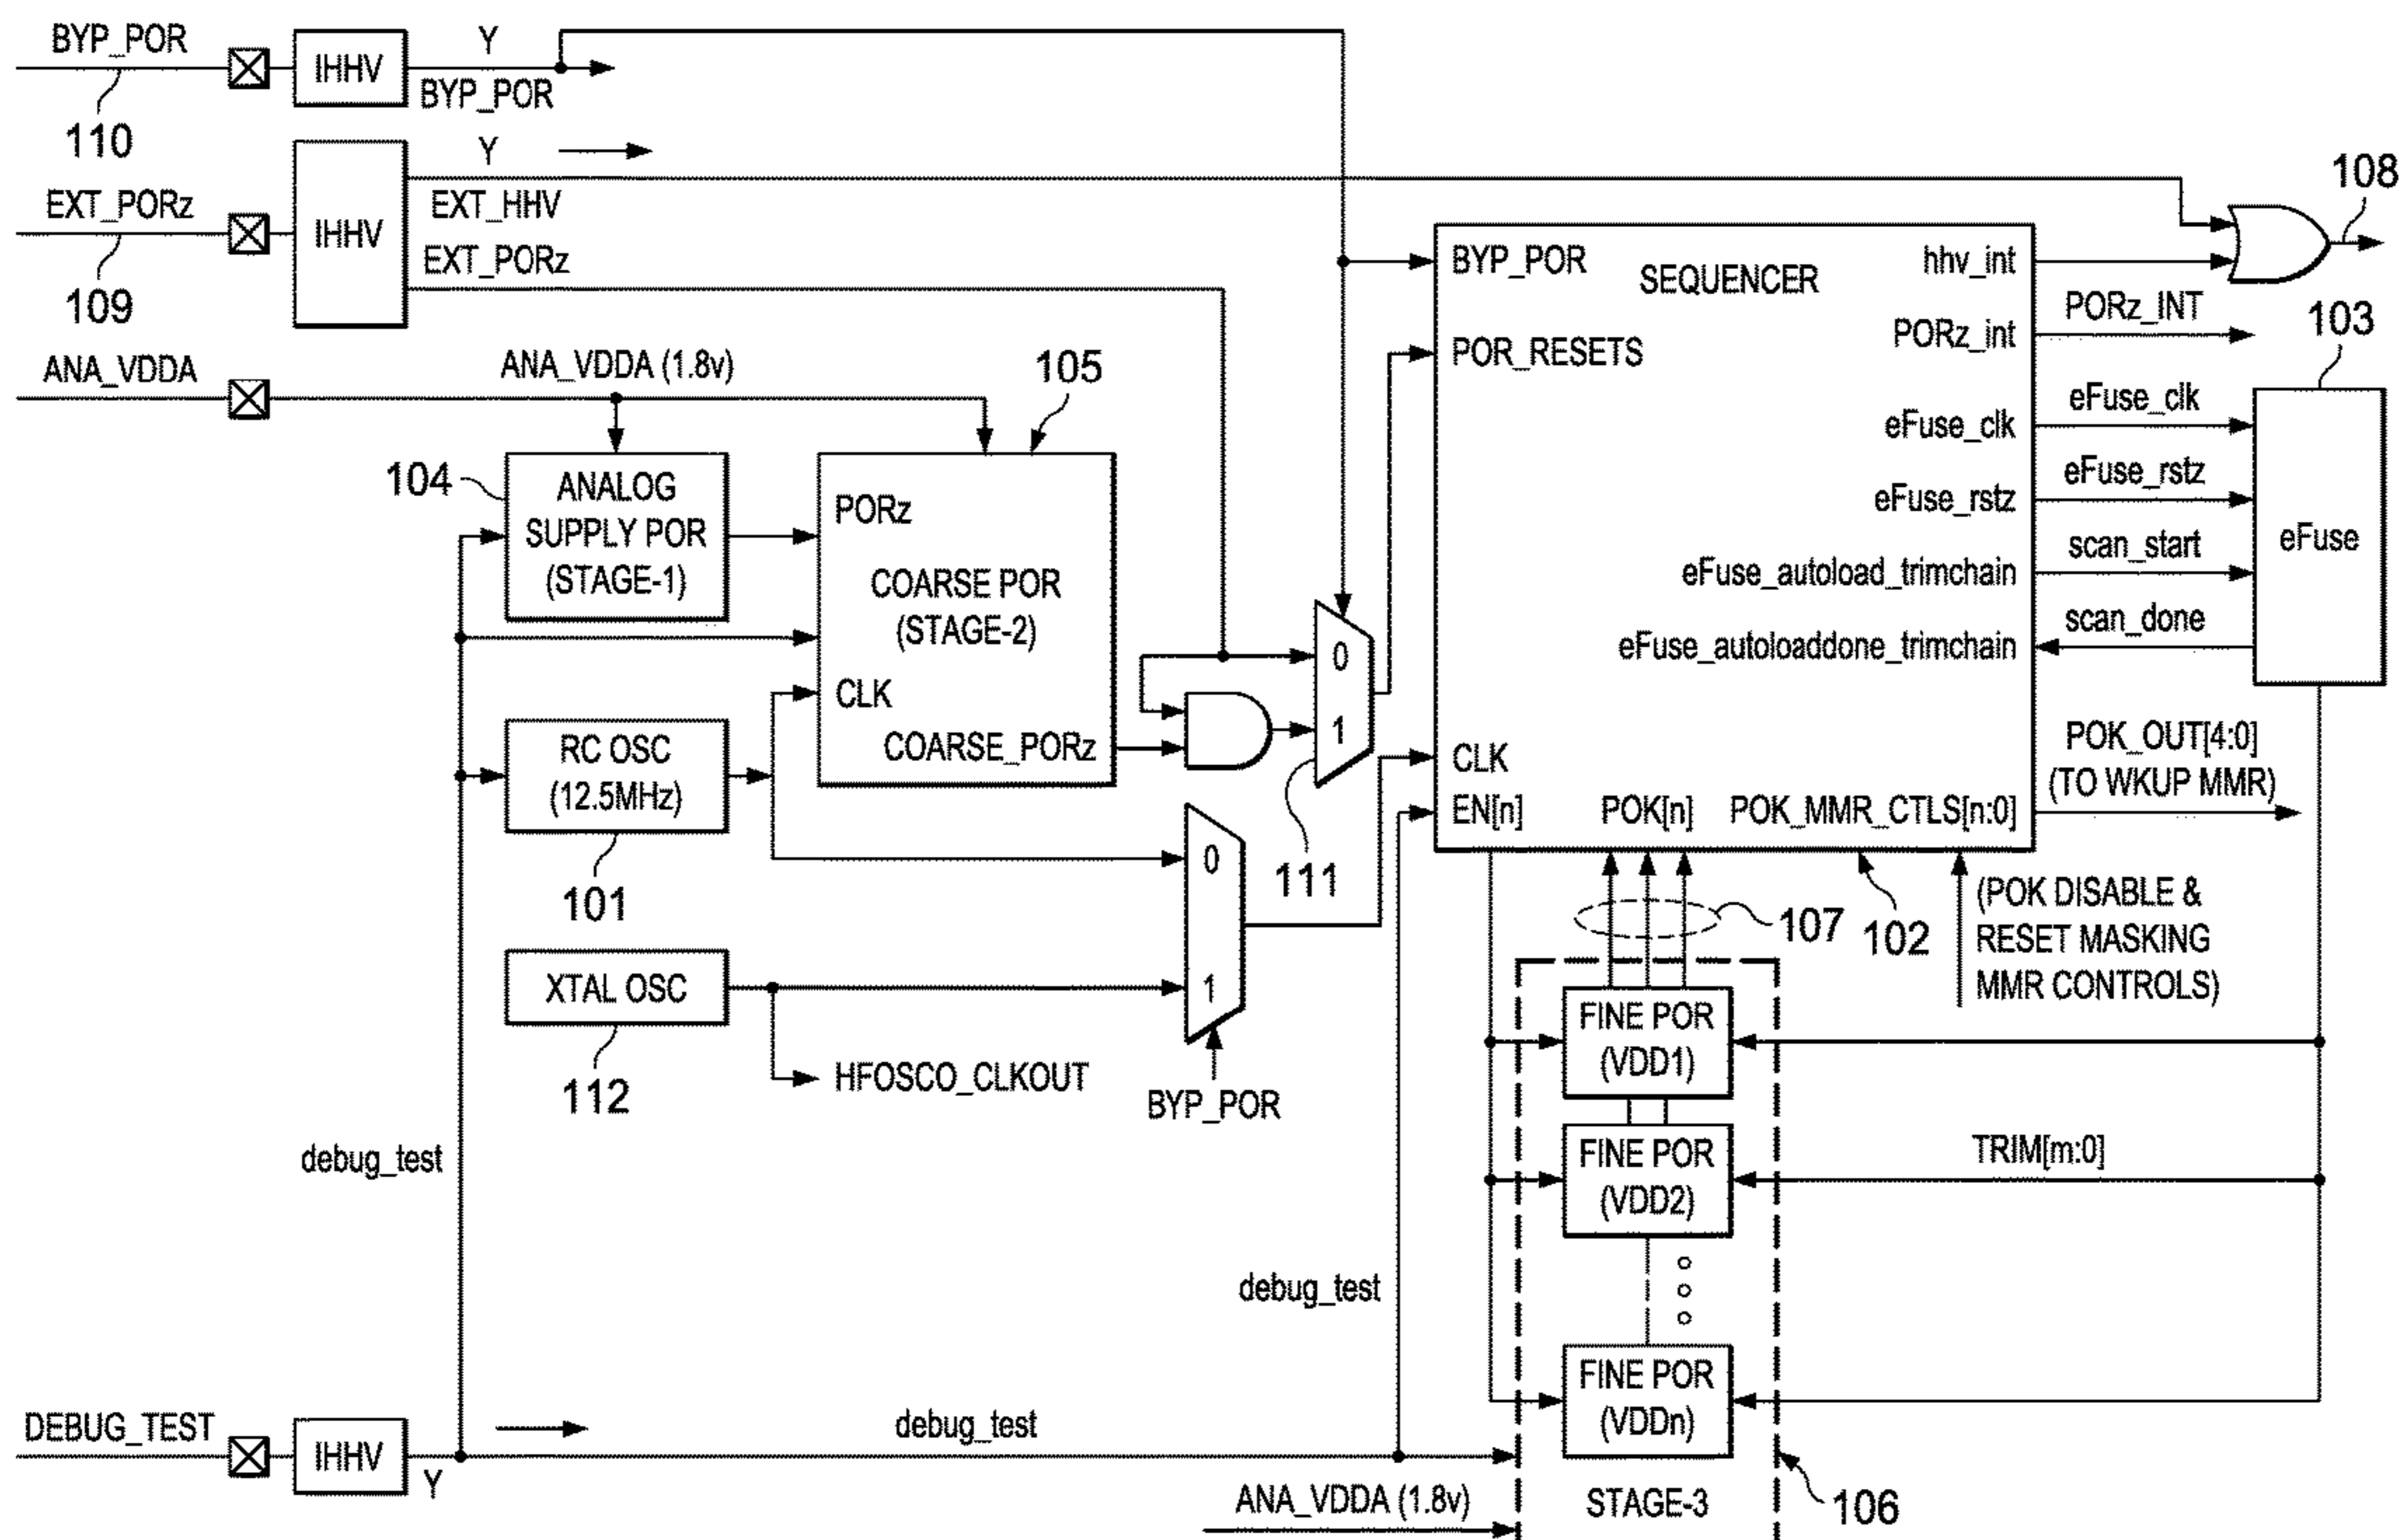 BYP_POR
110
IHHV
Y
BYP_POR
EXT_PORz
109
IHHV
Y
EXT_HHV
EXT_PORz
ANA_VDDA
ANA_VDDA (1.8v)
104
ANALOG
SUPPLY POR
(STAGE-1)
105
PORz
COARSE POR
(STAGE-2)
CLK
COARSE_PORz
RC OSC
(12.5MHz)
101
XTAL OSC
112
HFOSCO_CLKOUT
0
1
111
0
1
BYP_POR
BYP_POR
SEQUENCER
POR_RESETS
CLK
EN[n]
POK[n]
POK_MMR_CTLS[n:0]
hhv_int
PORz_int
eFuse_clk
eFuse_rstz
eFuse_autoload_trimchain
eFuse_autoloaddone_trimchain
108
PORz_INT
103
eFuse_clk
eFuse_rstz
scan_start
scan_done
eFuse
POK_OUT[4:0]
(TO WKUP MMR)
107
102
(POK DISABLE &
RESET MASKING
MMR CONTROLS)
FINE POR
(VDD1)
FINE POR
(VDD2)
TRIM[m:0]
FINE POR
(VDDn)
STAGE-3
106
debug_test
debug_test
DEBUG_TEST
IHHV
Y
debug_test
ANA_VDDA (1.8v)